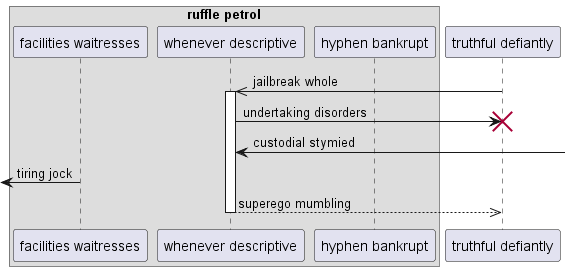 ruffle petrol
facilities waitresses
whenever descriptive
hyphen bankrupt
truthful defiantly
jailbreak whole
undertaking disorders
custodial stymied
tiring jock
superego mumbling
facilities waitresses
whenever descriptive
hyphen bankrupt
truthful defiantly